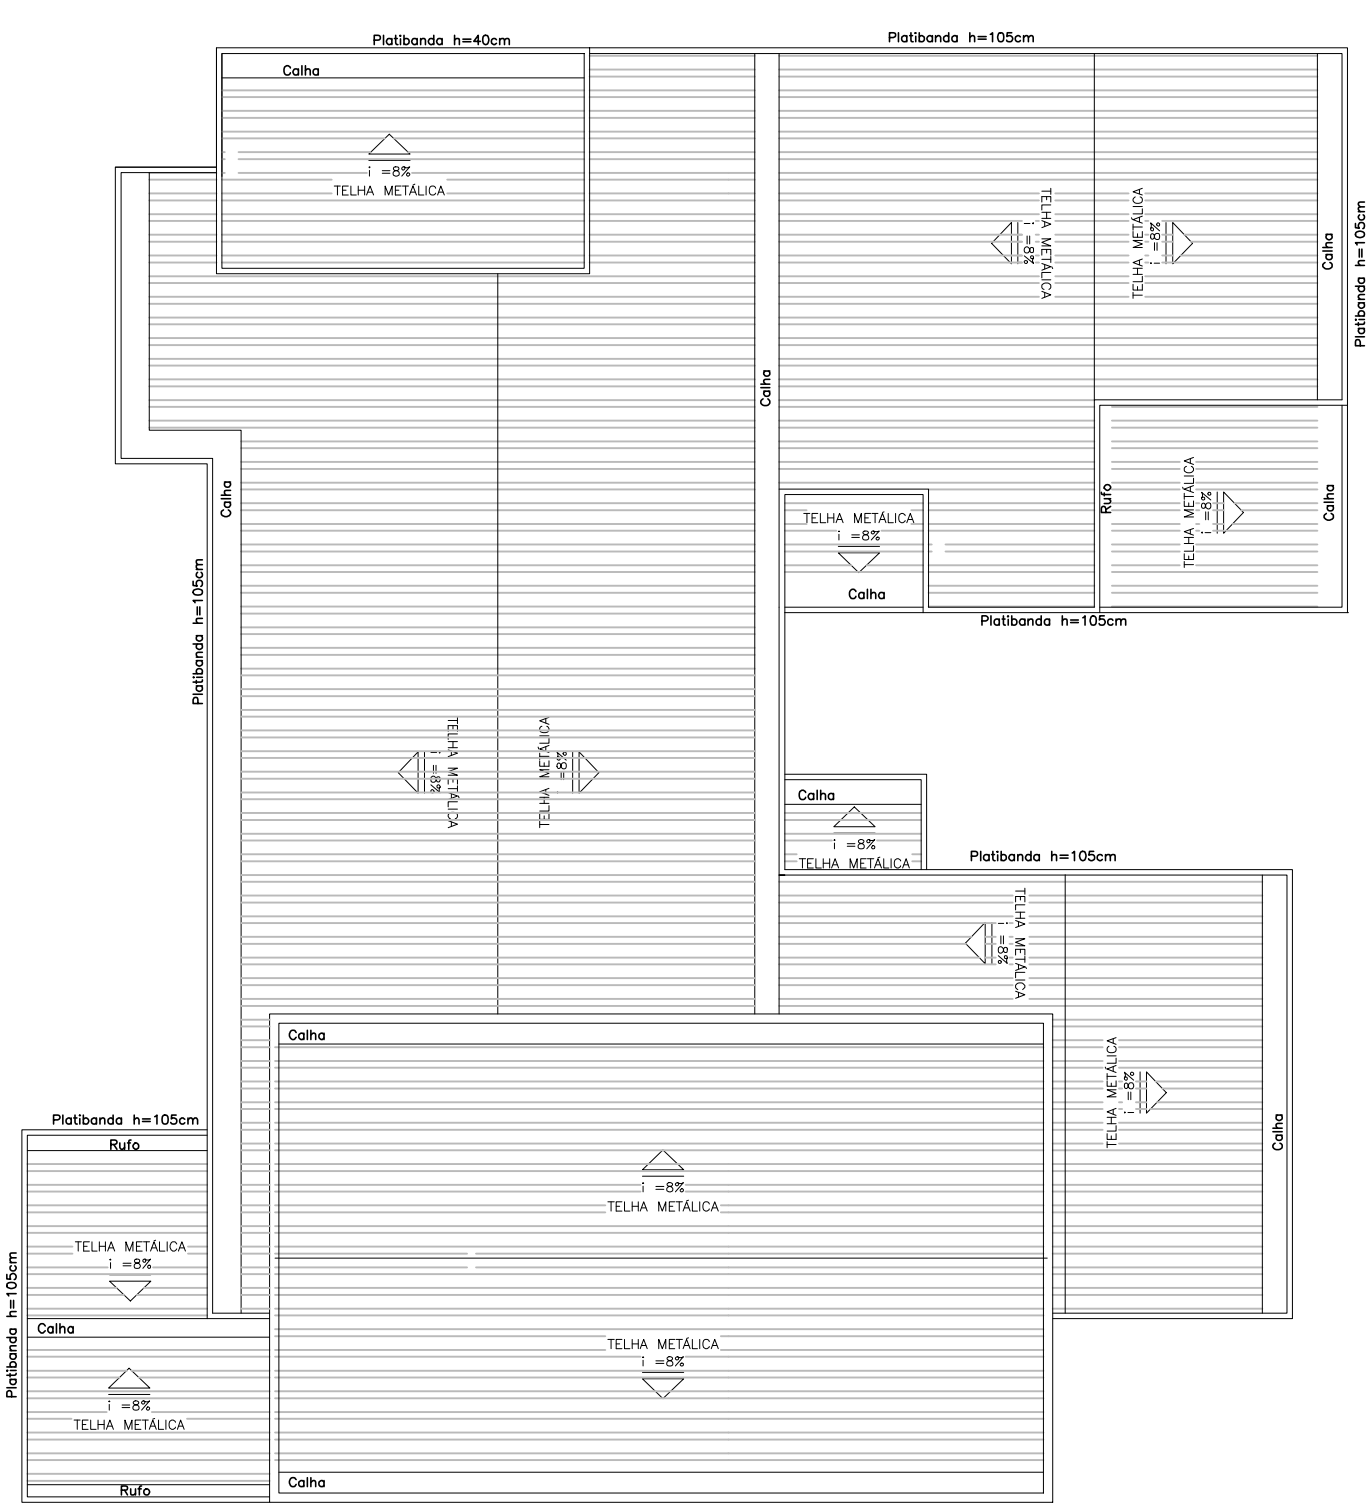 Platibanda h=40cm
Platibanda h=105cm
Calha
i =8%
TELHA METÁLICA
TELHA METÁLICA
i =8%
TELHA METÁLICA
i =8%
Calha
Platibanda h=105cm
Calha
Calha
Platibanda h=105cm
TELHA METÁLICA
i =8%
Calha
Rufo
TELHA METÁLICA
i =8%
Calha
Platibanda h=105cm
TELHA METÁLICA
i =8%
TELHA METÁLICA
i =8%
Calha
i =8%
TELHA METÁLICA
Platibanda h=105cm
TELHA METÁLICA
i =8%
TELHA METÁLICA
i =8%
Calha
Calha
i =8%
TELHA METÁLICA
TELHA METÁLICA
i =8%
Calha
Platibanda h=105cm
Rufo
TELHA METÁLICA
i =8%
Platibanda h=105cm
Calha
i =8%
TELHA METÁLICA
Rufo